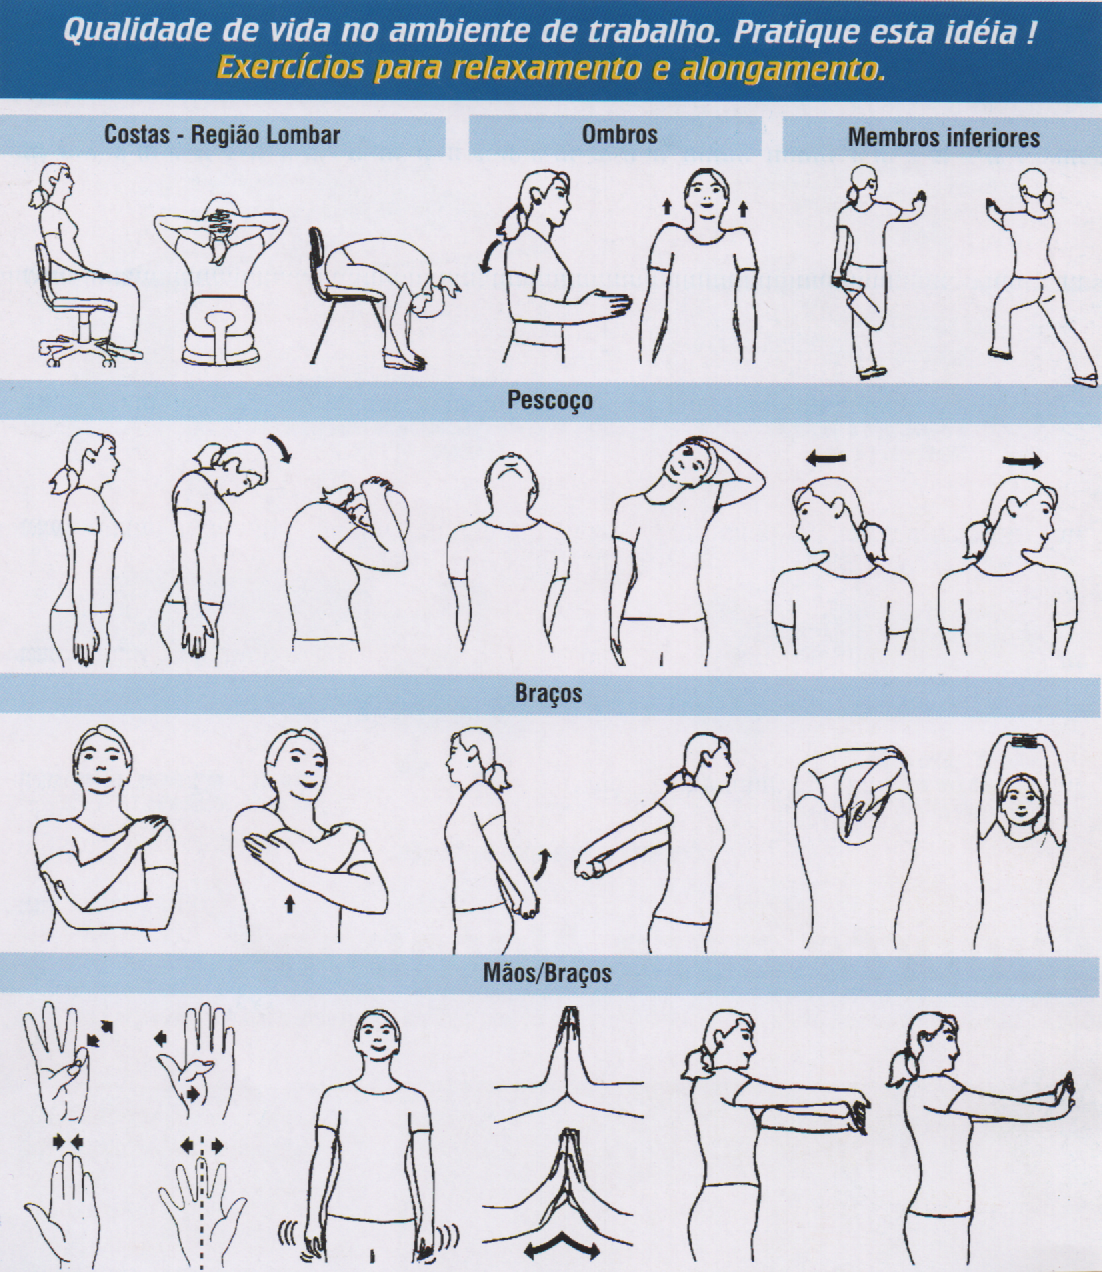 Qualidade de vida no ambiente de trabalho. Pratique esta idéia !
Exercícios para relaxamento e alongamento.
Costas - Região Lombar
Ombros
Membros inferiores
Pescoço
Braços
Mãos/Braços